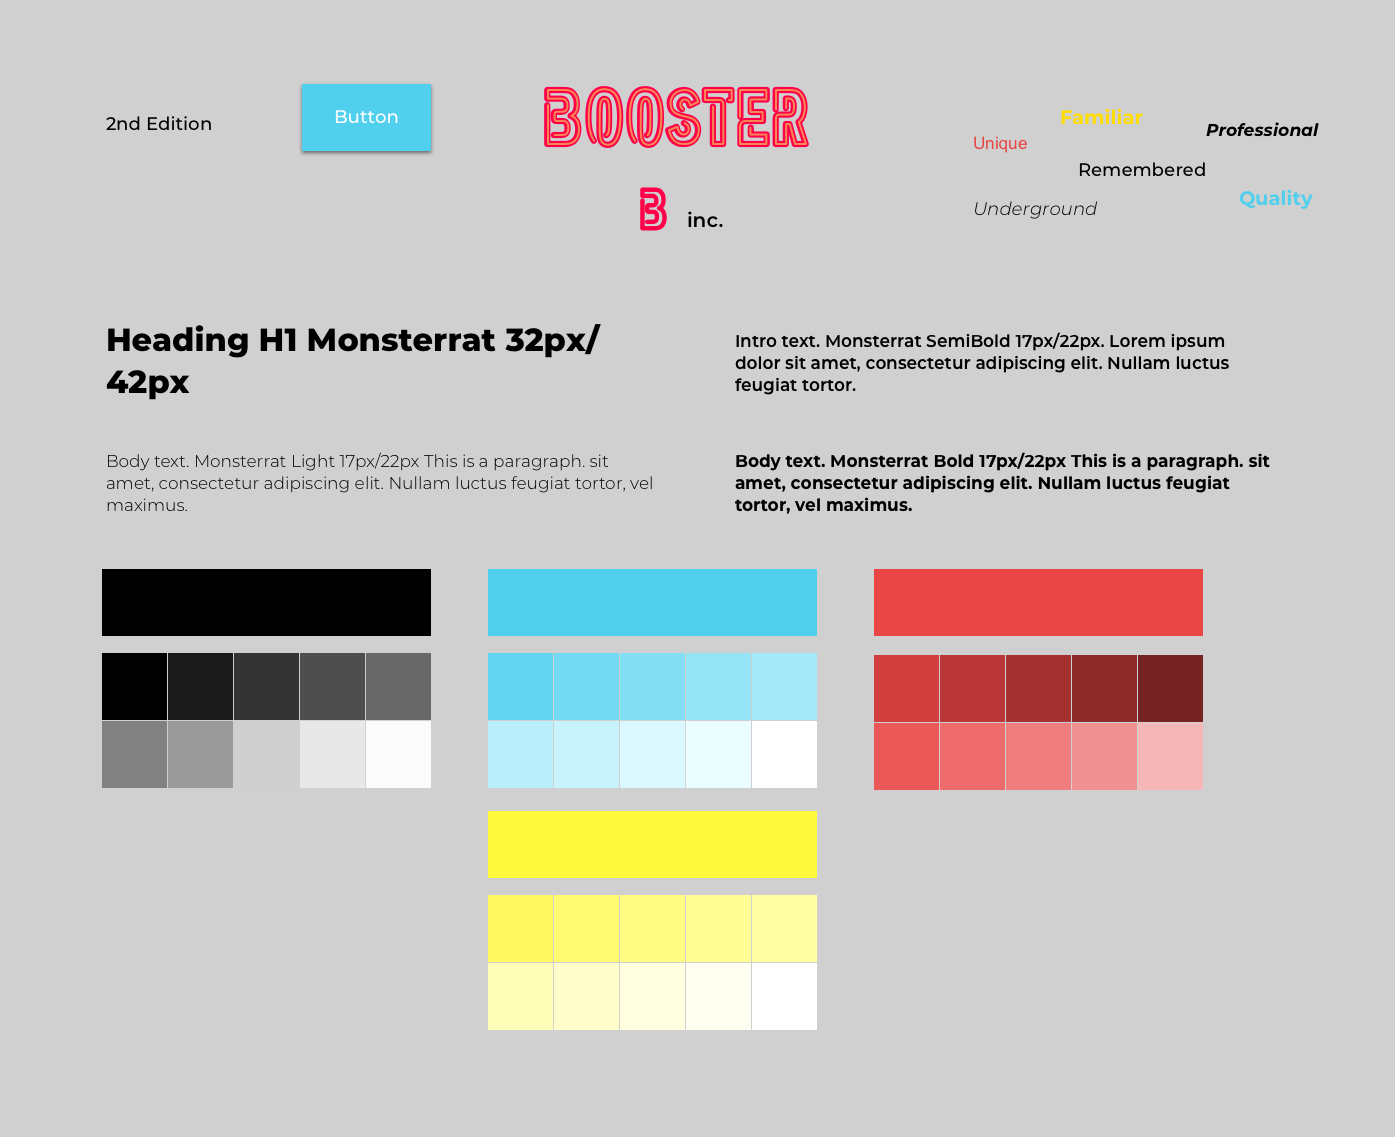 2nd Edition
Button
BOOSTER
B inc.
Familiar
Professional
Unique
Remembered
Quality
Underground
Heading H1 Monsterrat 32px/
42px
Intro text. Monsterrat SemiBold 17px/22px. Lorem ipsum
dolor sit amet, consectetur adipiscing elit. Nullam luctus
feugiat tortor.
Body text. Monsterrat Light 17px/22px This is a paragraph. sit
amet, consectetur adipiscing elit. Nullam luctus feugiat tortor, vel
maximus.
Body text. Monsterrat Bold 17px/22px This is a paragraph. sit
amet, consectetur adipiscing elit. Nullam luctus feugiat
tortor, vel maximus.